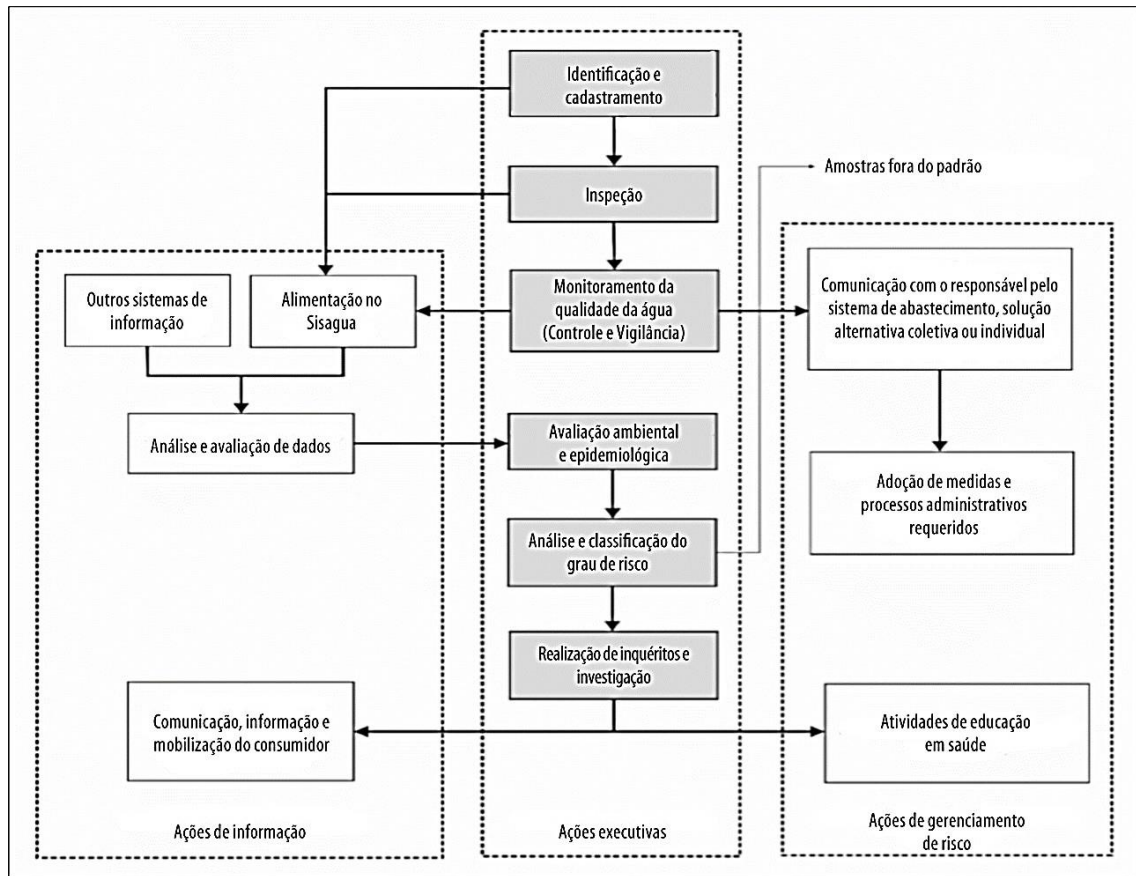 Identificação e
cadastramento
Inspeção
Amostras fora do padrão
Outros sistemas de
informação
Alimentação no
Sisagua
Monitoramento da
qualidade da água
(Controle e Vigilância)
Comunicação com o responsável pelo
sistema de abastecimento, solução
alternativa coletiva ou individual
Análise e avaliação de dados
Avaliação ambiental
e epidemiológica
Adoção de medidas e
processos administrativos
requeridos
Análise e classificação do
grau de risco
Realização de inquéritos e
investigação
Comunicação, informação e
mobilização do consumidor
Atividades de educação
em saúde
Ações de informação
Ações executivas
Ações de gerenciamento
de risco